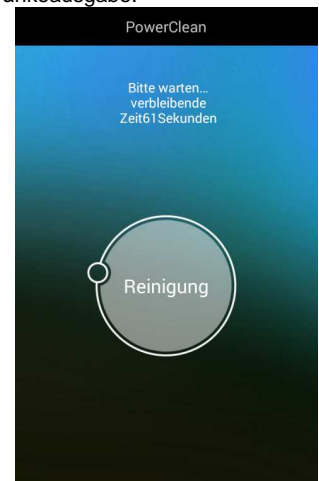 PowerClean
Bitte warten...
verbleibende
Zeit61Sekunden
Reinigung